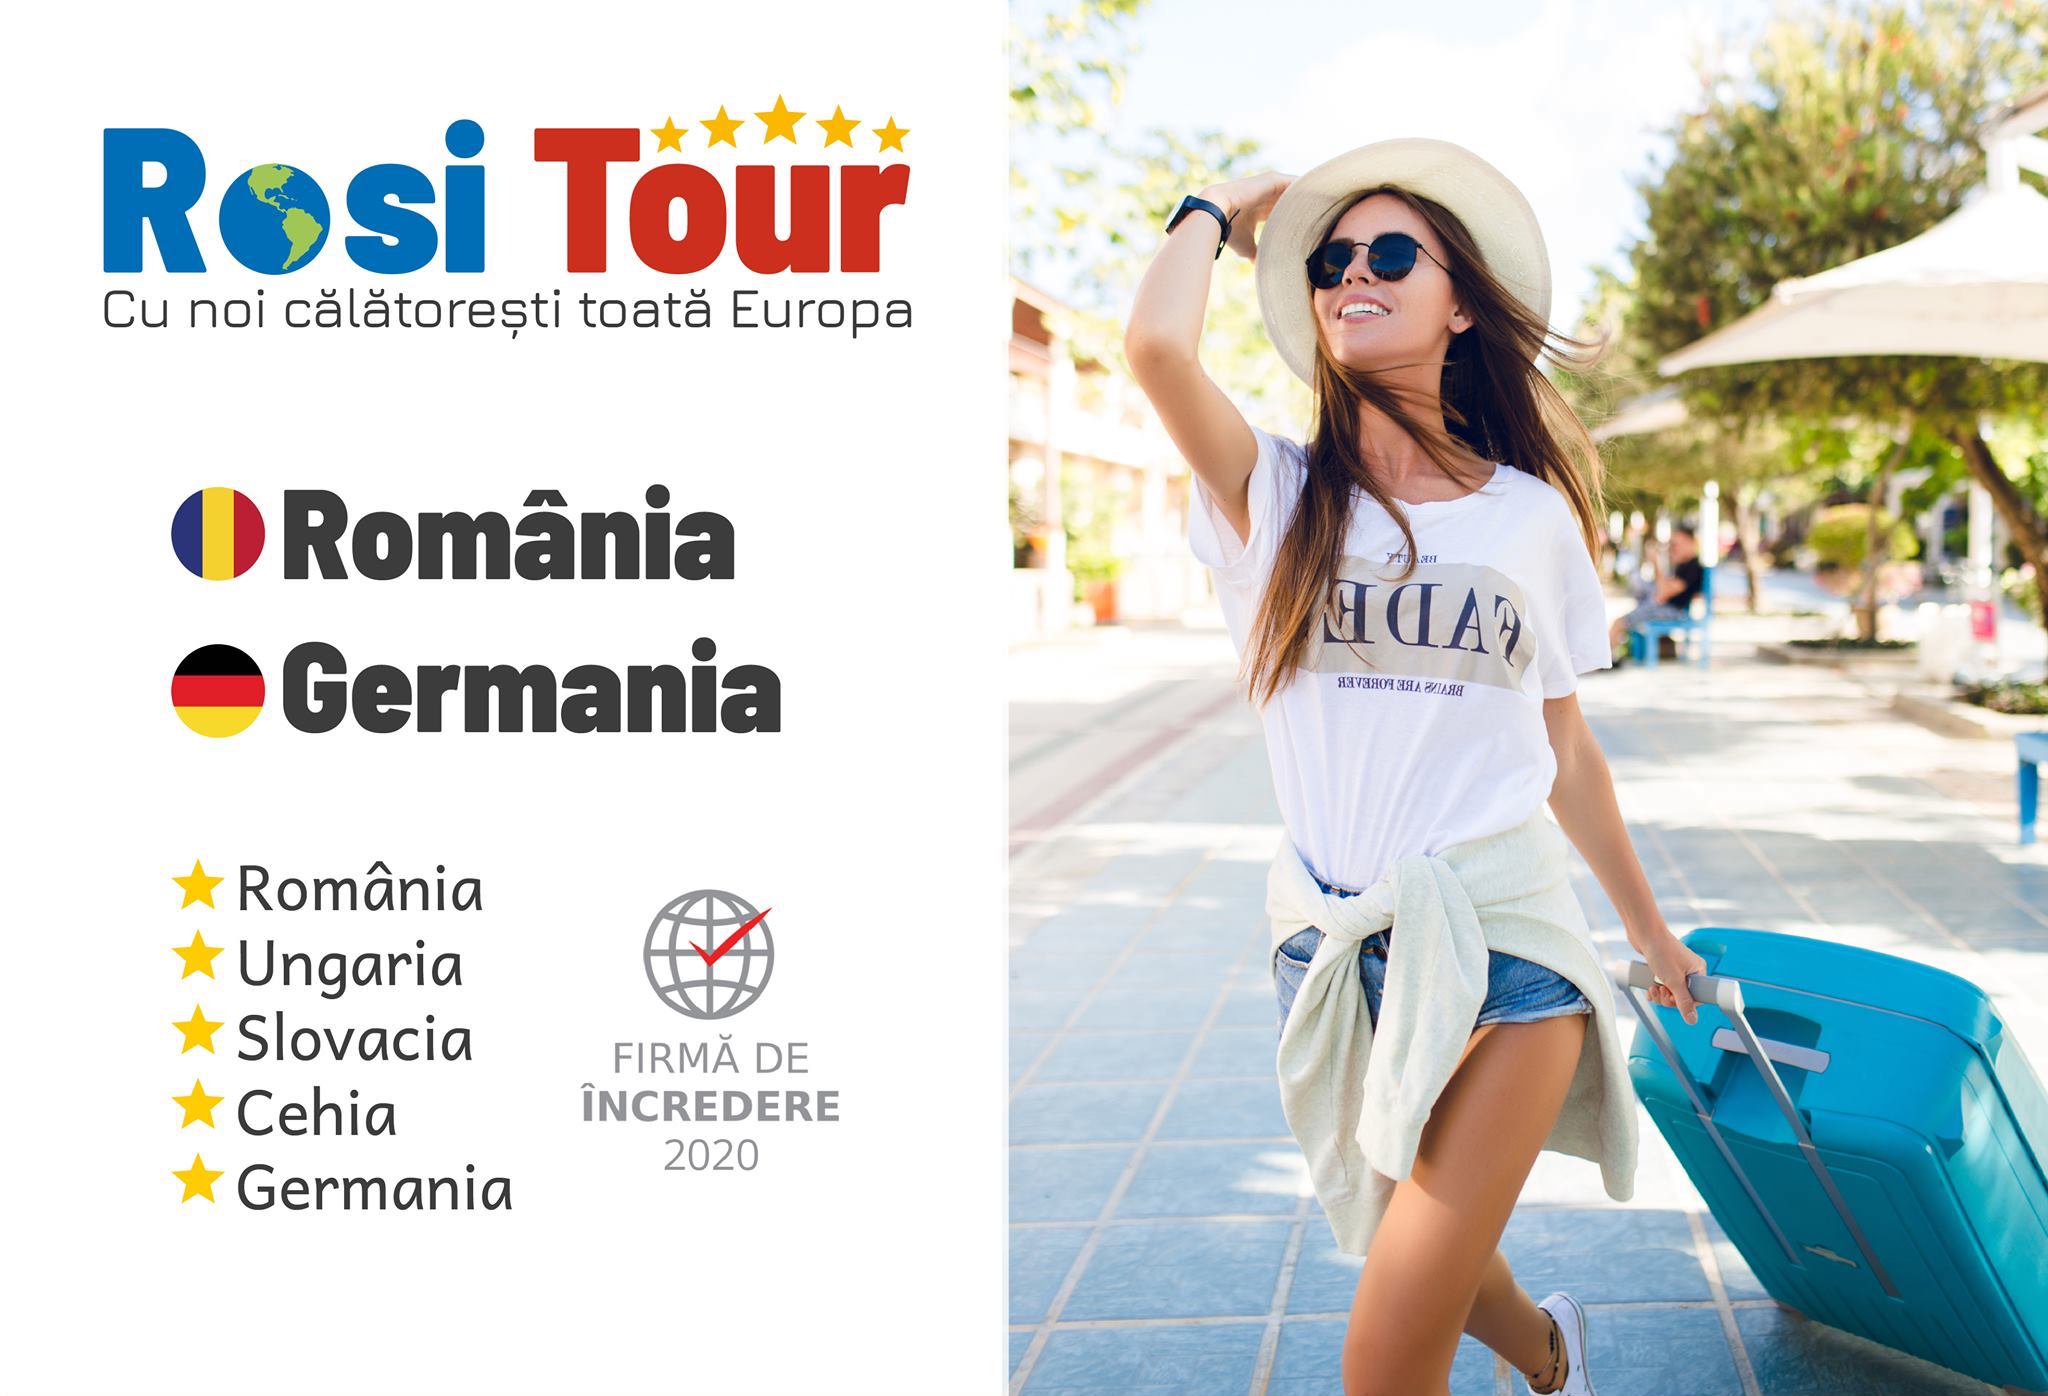 Rosi Tour
Cu noi călătorești toată Europa
România
Germania
România
Ungaria
Slovacia
Cehia
Germania
FIRMĂ DE
ÎNCREDERE
2020
BEAUTY
FADE
BRAINS ARE FOREVER